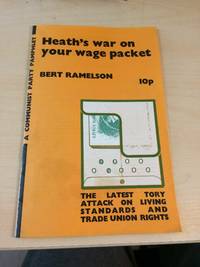 Heath's war on
your wage packet
BERT RAMELSON
10p
A COMMUNIST PARTY PAMPHLET
THE LATEST TORY
ATTACK ON LIVING
STANDARDS AND
TRADE UNION RIGHTS